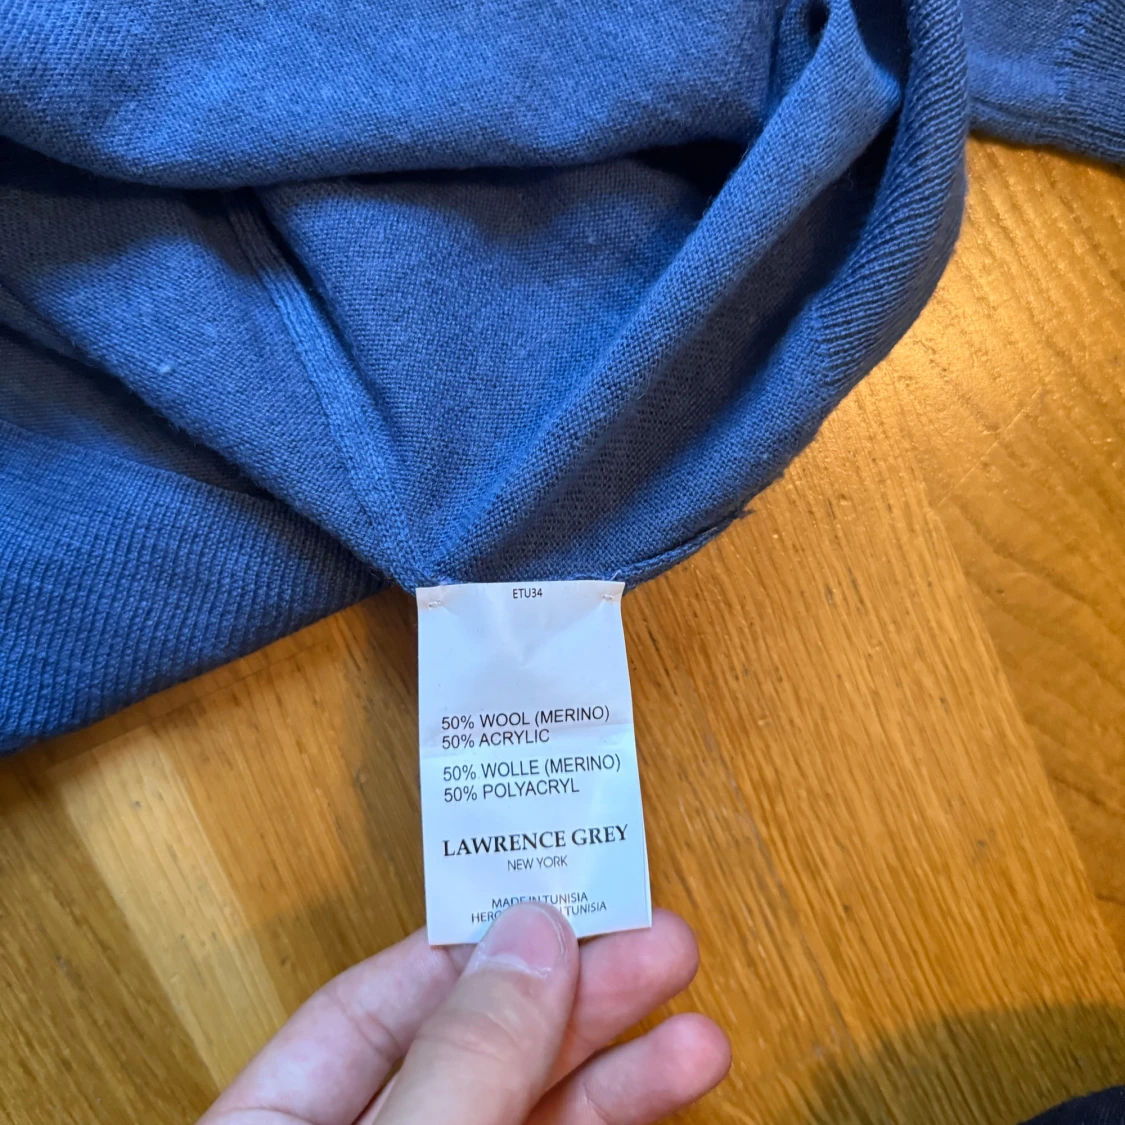 ETU34
50% WOOL (MERINO)
50% ACRYLIC
50% WOLLE (MERINO)
50% POLYACRYL
LAWRENCE GREY
NEW YORK
MADE IN TUNISIA
TUNISIA